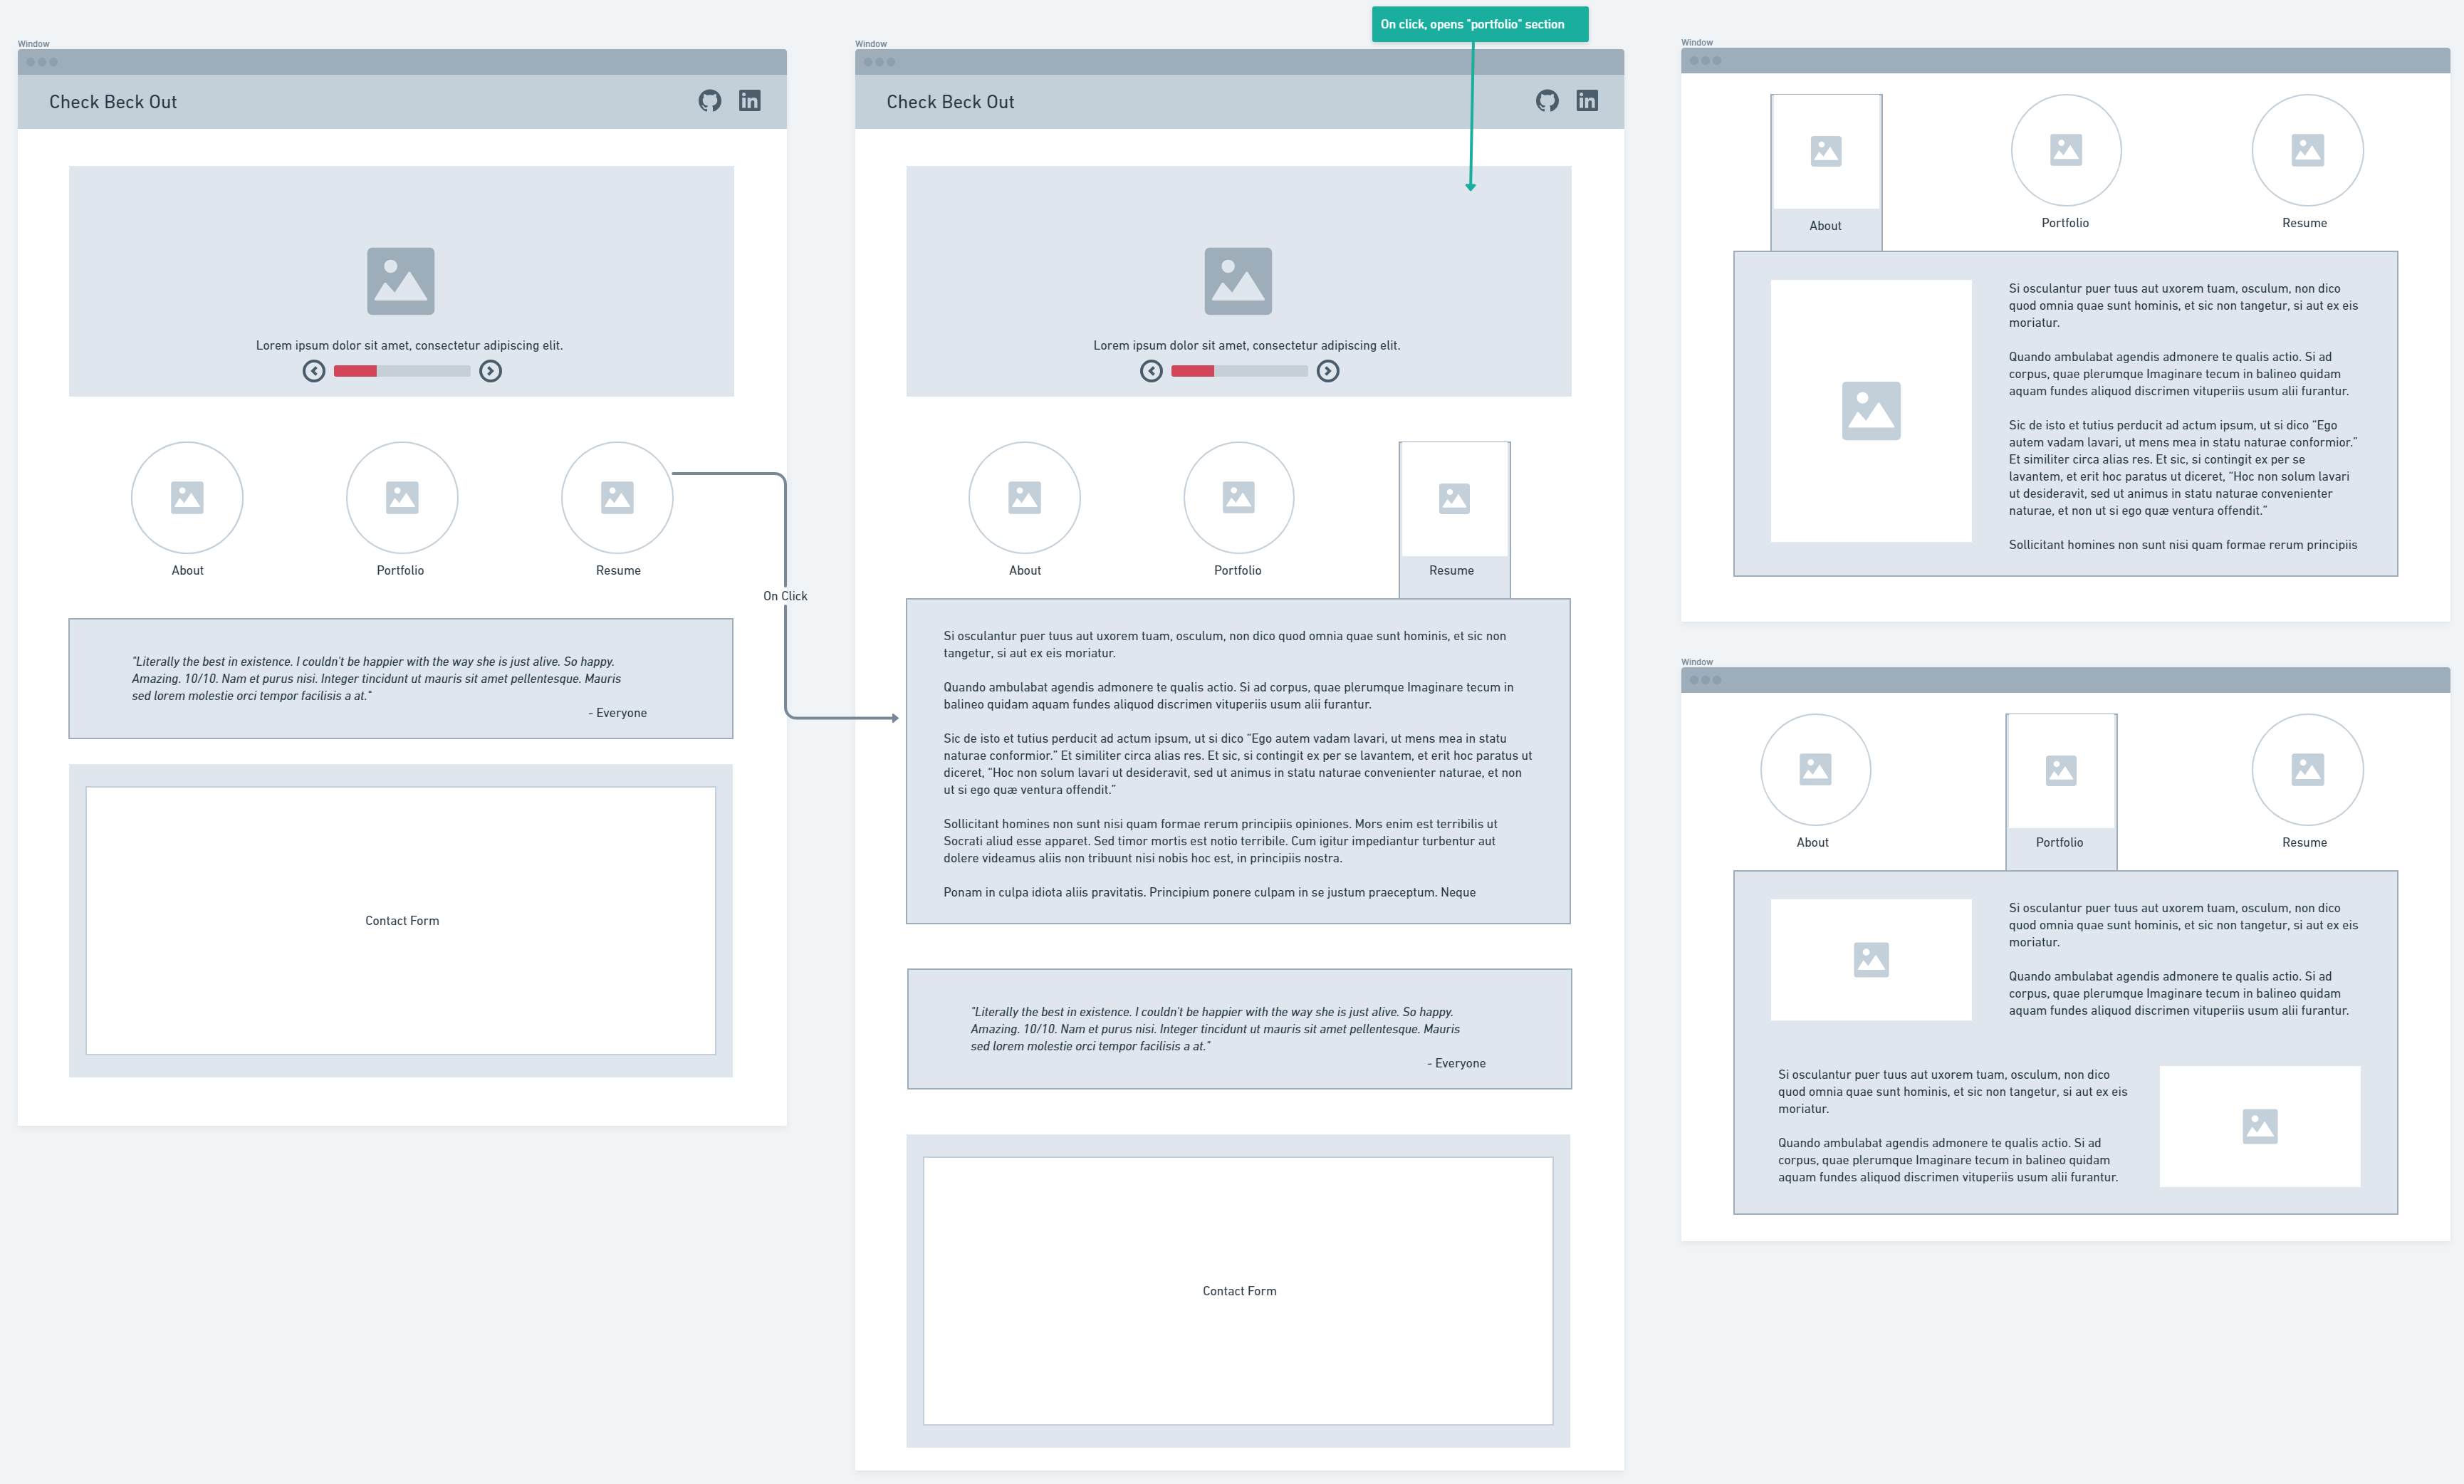 Window
Check Beck Out
Lorem ipsum dolor sit amet, consectetur adipiscing elit.
About
Portfolio
Resume
On Click
"Literally the best in existence. I couldn't be happier with the way she is just alive. So happy.
Amazing. 10/10. Nam et purus nisi. Integer tincidunt ut mauris sit amet pellentesque. Mauris
sed lorem molestie orci tempor facilisis a at."
- Everyone
Contact Form
On click, opens "portfolio" section
Window
Check Beck Out
Lorem ipsum dolor sit amet, consectetur adipiscing elit.
About
Portfolio
Resume
Si osculantur puer tuus aut uxorem tuam, osculum, non dico quod omnia quae sunt hominis, et sic non
tangetur, si aut ex eis moriatur.
Quando ambulabat agendis admonere te qualis actio. Si ad corpus, quae plerumque Imaginare tecum in
balineo quidam aquam fundes aliquod discrimen vituperiis usum alii furantur.
Sic de isto et tutius perducit ad actum ipsum, ut si dico “Ego autem vadam lavari, ut mens mea in statu
naturae conformior.” Et similiter circa alias res. Et sic, si contingit ex per se lavantem, et erit hoc paratus ut
diceret, “Hoc non solum lavari ut desideravit, sed ut animus in statu naturae convenienter naturae, et non
ut si ego quæ ventura offendit.”
Sollicitant homines non sunt nisi quam formae rerum principiis opiniones. Mors enim est terribilis ut
Socrati aliud esse apparet. Sed timor mortis est notio terribile. Cum igitur impediantur turbentur aut
dolere videamus aliis non tribuunt nisi nobis hoc est, in principiis nostra.
Ponam in culpa idiota aliis pravitatis. Principium ponere culpam in se justum praeceptum. Neque
"Literally the best in existence. I couldn't be happier with the way she is just alive. So happy.
Amazing. 10/10. Nam et purus nisi. Integer tincidunt ut mauris sit amet pellentesque. Mauris
sed lorem molestie orci tempor facilisis a at."
- Everyone
Contact Form
Window
About
Portfolio
Resume
Si osculantur puer tuus aut uxorem tuam, osculum, non dico
quod omnia quae sunt hominis, et sic non tangetur, si aut ex eis
moriatur.
Quando ambulabat agendis admonere te qualis actio. Si ad
corpus, quae plerumque Imaginare tecum in balineo quidam
aquam fundes aliquod discrimen vituperiis usum alii furantur.
Sic de isto et tutius perducit ad actum ipsum, ut si dico “Ego
autem vadam lavari, ut mens mea in statu naturae conformior.”
Et similiter circa alias res. Et sic, si contingit ex per se
lavantem, et erit hoc paratus ut diceret, “Hoc non solum lavari
ut desideravit, sed ut animus in statu naturae convenienter
naturae, et non ut si ego quæ ventura offendit.”
Sollicitant homines non sunt nisi quam formae rerum principiis
Window
About
Portfolio
Resume
Si osculantur puer tuus aut uxorem tuam, osculum, non dico
quod omnia quae sunt hominis, et sic non tangetur, si aut ex eis
moriatur.
Quando ambulabat agendis admonere te qualis actio. Si ad
corpus, quae plerumque Imaginare tecum in balineo quidam
aquam fundes aliquod discrimen vituperiis usum alii furantur.
Si osculantur puer tuus aut uxorem tuam, osculum, non dico
quod omnia quae sunt hominis, et sic non tangetur, si aut ex eis
moriatur.
Quando ambulabat agendis admonere te qualis actio. Si ad
corpus, quae plerumque Imaginare tecum in balineo quidam
aquam fundes aliquod discrimen vituperiis usum alii furantur.